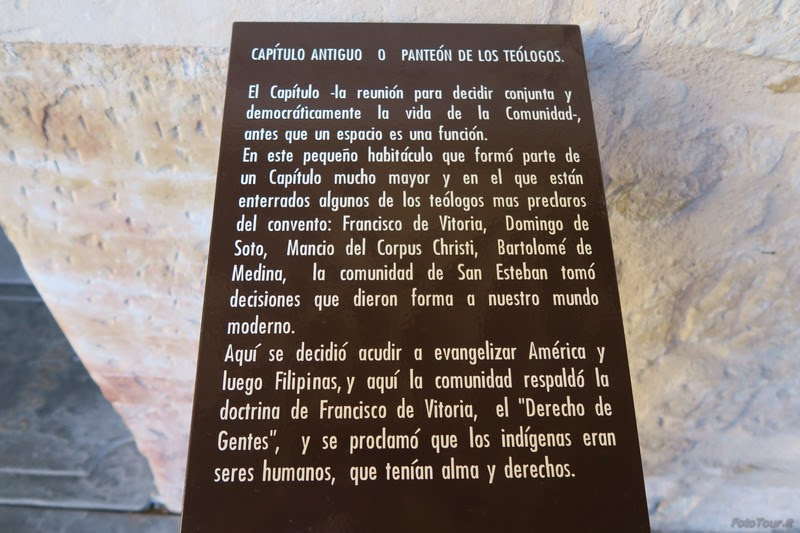 CAPÍTULO ANTIGUO O PANTEÓN DE LOS TEÓLOGOS.
El Capítulo -la reunión para decidir conjunta y
democráticamente la vida de la Comunidad-,
antes que un espacio es una función.
En este pequeño habitáculo que formó parte de
un Capítulo mucho mayor y en el que están
enterrados algunos de los teólogos mas preclaros
del convento: Francisco de Vitoria, Domingo de
Soto, Mancio del Corpus Christi, Bartolomé de
Medina, la comunidad de San Esteban tomó
decisiones que dieron forma a nuestro mundo
moderno.
Aquí se decidió acudir a evangelizar América y
luego Filipinas, y aquí la comunidad respaldó la
doctrina de Francisco de Vitoria, el "Derecho de
Gentes", y se proclamó que los indígenas eran
seres humanos, que tenían alma y derechos.
FotoTour.it